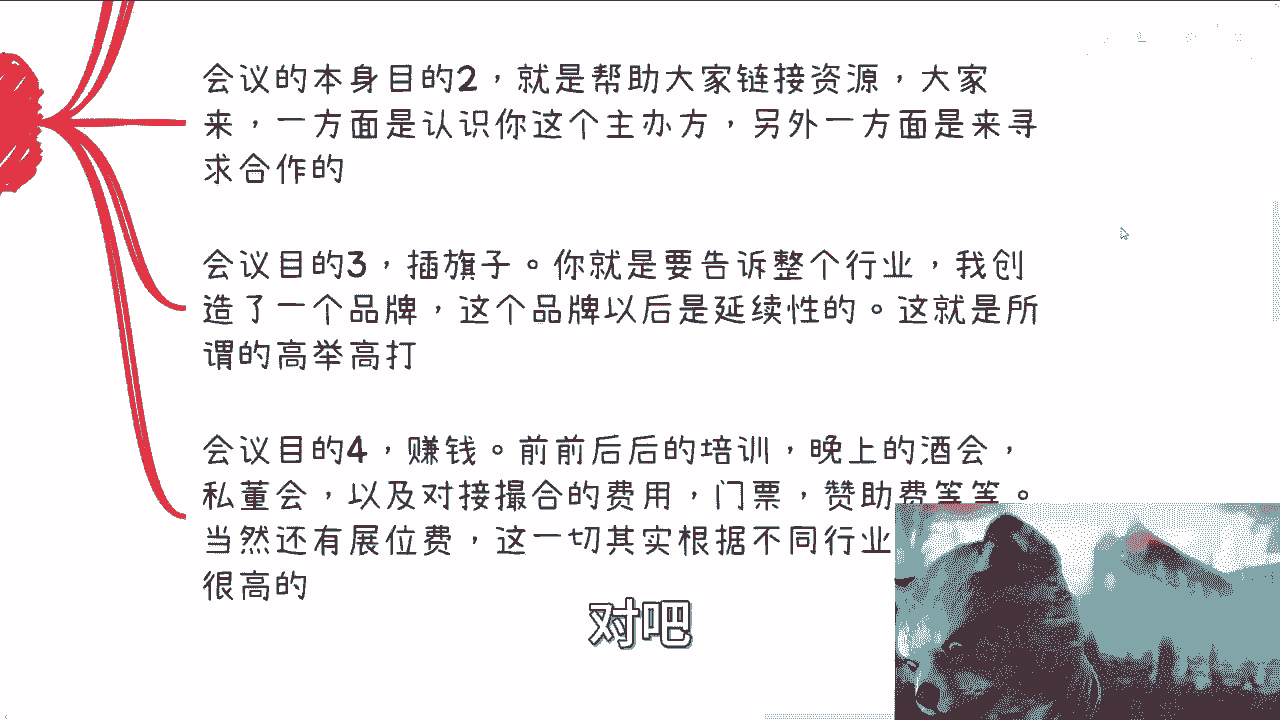 会议的本身目的2，就是帮助大家链接资源，大家
来，一方面是认识你这个主办方，另外一方面是来寻
求合作的
会议目的3，插旗子。你就是要告诉整个行业，我创
造了一个品牌，这个品牌以后是延续性的。这就是所
谓的高举高打
会议目的4，赚钱。前前后后的培训，晚上的酒会，
私董会，以及对接撮合的费用，门票，赞助费等等。
当然还有展位费，这一切其实根据不同行业
很高的
对吧